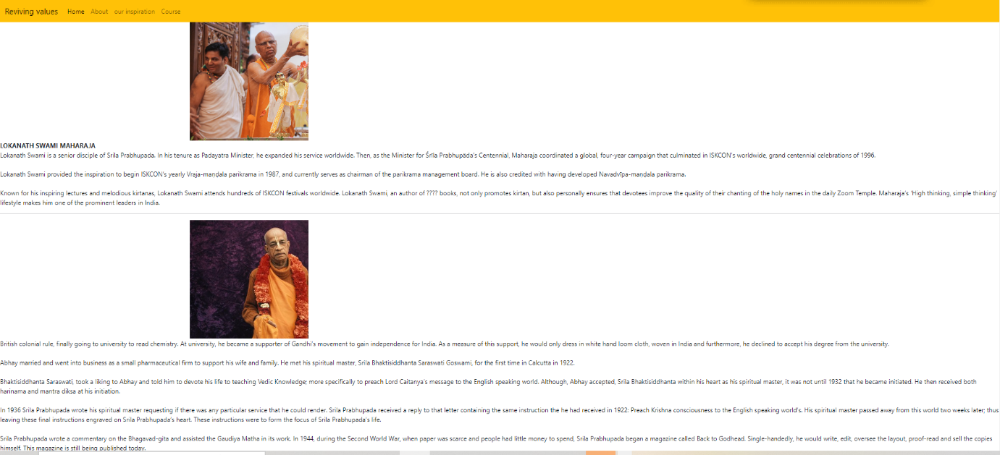 Reviving values Home About our inspiration Course
LOKANATH SWAMI MAHARAJA
Lokanath Swami is a senior disciple of Srila Prabhupada. In his tenure as Padayatra Minister, he expanded his service worldwide. Then, as the Minister for Śrīla Prabhupāda's Centennial, Maharaja coordinated a global, four-year campaign that culminated in ISKCON's worldwide, grand centennial celebrations of 1996.
Lokanath Swami provided the inspiration to begin ISKCON's yearly Vraja-maṇḍala parikrama in 1987, and currently serves as chairman of the parikrama management board. He is also credited with having developed Navadvīpa-maṇḍala parikrama.
Known for his inspiring lectures and melodious kirtanas, Lokanath Swami attends hundreds of ISKCON festivals worldwide. Lokanath Swami, an author of ???? books, not only promotes kirtan, but also personally ensures that devotees improve the quality of their chanting of the holy names in the daily Zoom Temple. Maharaja's 'High thinking, simple thinking'
lifestyle makes him one of the prominent leaders in India.
British colonial rule, finally going to university to read chemistry. At university, he became a supporter of Gandhi's movement to gain independence for India. As a measure of this support, he would only dress in white hand loom cloth, woven in India and furthermore, he declined to accept his degree from the university.
Abhay married and went into business as a small pharmaceutical firm to support his wife and family. He met his spiritual master, Srila Bhaktisiddhanta Saraswati Goswami, for the first time in Calcutta in 1922.
Bhaktisiddhanta Saraswati, took a liking to Abhay and told him to devote his life to teaching Vedic Knowledge; more specifically to preach Lord Caitanya's message to the English speaking world. Although, Abhay accepted, Srila Bhaktisiddhanta within his heart as his spiritual master, it was not until 1932 that he became initiated. He then received both
harinama and mantra diksa at his initiation.
In 1936 Srila Prabhupada wrote his spiritual master requesting if there was any particular service that he could render. Srila Prabhupada received a reply to that letter containing the same instruction the he had received in 1922: Preach Krishna consciousness to the English speaking world's. His spiritual master passed away from this world two weeks later; thus
leaving these final instructions engraved on Srila Prabhupada's heart. These instructions were to form the focus of Srila Prabhupada's life.
Srila Prabhupada wrote a commentary on the Bhagavad-gita and assisted the Gaudiya Matha in its work. In 1944, during the Second World War, when paper was scarce and people had little money to spend, Srila Prabhupada began a magazine called Back to Godhead. Single-handedly, he would write, edit, oversee the layout, proof-read and sell the copies
himself. This magazine is still being published today.